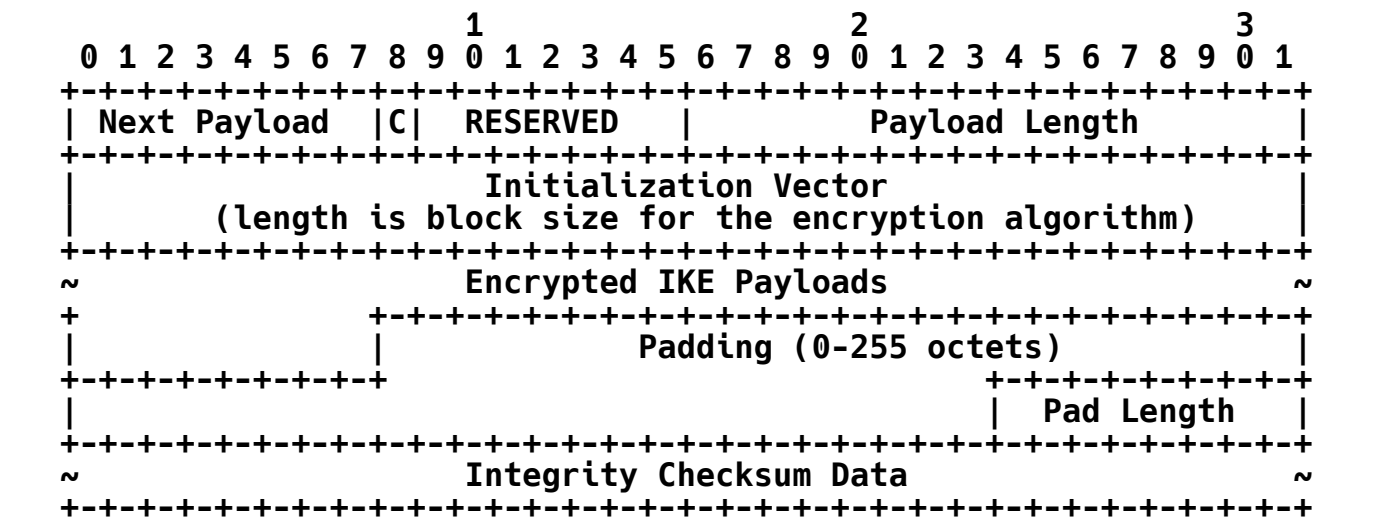 1                   2                   3
 0 1 2 3 4 5 6 7 8 9 0 1 2 3 4 5 6 7 8 9 0 1 2 3 4 5 6 7 8 9 0 1
+-+-+-+-+-+-+-+-+-+-+-+-+-+-+-+-+-+-+-+-+-+-+-+-+-+-+-+-+-+-+-+-+
| Next Payload  |C|  RESERVED   |         Payload Length        |
+-+-+-+-+-+-+-+-+-+-+-+-+-+-+-+-+-+-+-+-+-+-+-+-+-+-+-+-+-+-+-+-+
|                     Initialization Vector                     |
|       (length is block size for the encryption algorithm)     |
+-+-+-+-+-+-+-+-+-+-+-+-+-+-+-+-+-+-+-+-+-+-+-+-+-+-+-+-+-+-+-+-+
~                    Encrypted IKE Payloads                     ~
+               +-+-+-+-+-+-+-+-+-+-+-+-+-+-+-+-+-+-+-+-+-+-+-+-+
|               |             Padding (0-255 octets)            |
+-+-+-+-+-+-+-+-+                               +-+-+-+-+-+-+-+-+
|                                               |  Pad Length   |
+-+-+-+-+-+-+-+-+-+-+-+-+-+-+-+-+-+-+-+-+-+-+-+-+-+-+-+-+-+-+-+-+
~                    Integrity Checksum Data                    ~
+-+-+-+-+-+-+-+-+-+-+-+-+-+-+-+-+-+-+-+-+-+-+-+-+-+-+-+-+-+-+-+-+